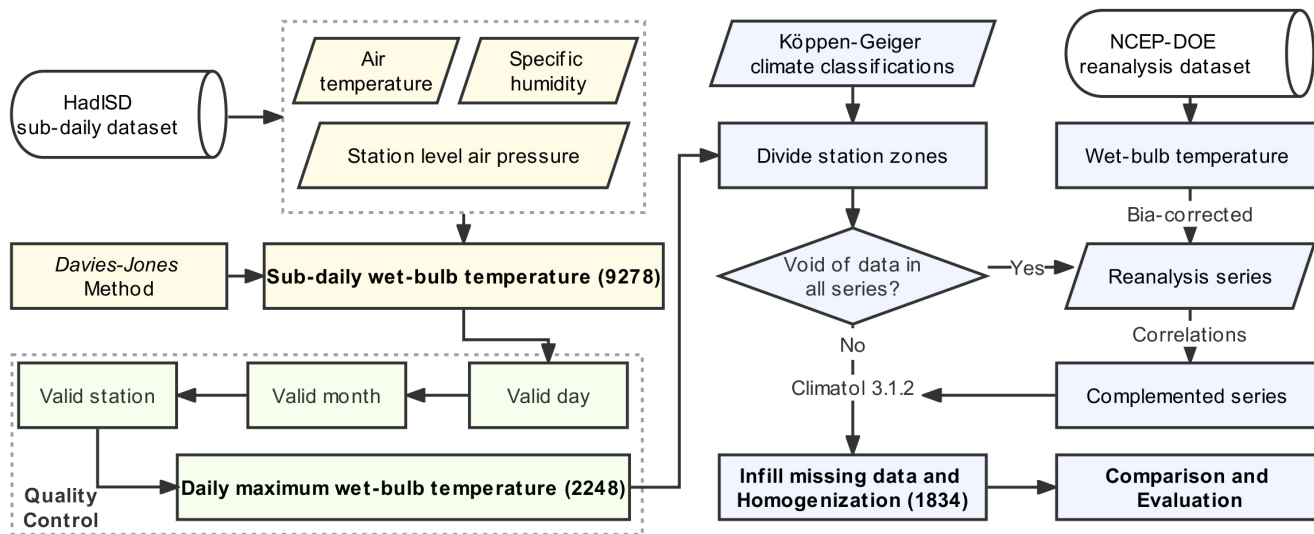 HadISD
sub-daily dataset
Air
temperature
Specific
humidity
Station level air pressure
Davies-Jones
Method
Sub-daily wet-bulb temperature (9278)
Valid station
Valid month
Valid day
Quality
Control
Daily maximum wet-bulb temperature (2248)
Köppen-Geiger
climate classifications
Divide station zones
Void of data in
all series?
Yes
No
Climatol 3.1.2
Infill missing data and
Homogenization (1834)
NCEP-DOE
reanalysis dataset
Wet-bulb temperature
Bia-corrected
Reanalysis series
Correlations
Complemented series
Comparison and
Evaluation